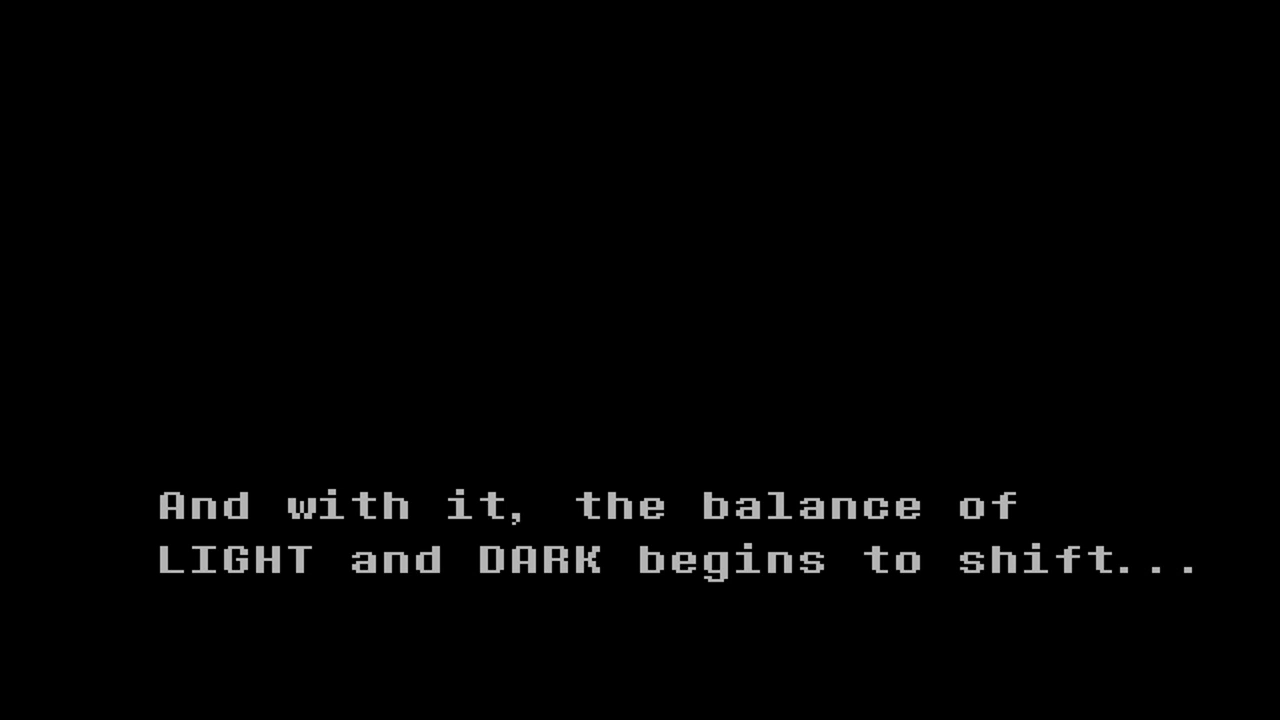 And with it, the balance of
LIGHT and DARK begins to shift...